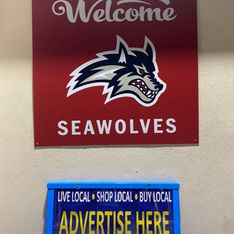 Welcome
SEAWOLVES
LIVE LOCAL • SHOP LOCAL • BUY LOCAL
ADVERTISE HERE